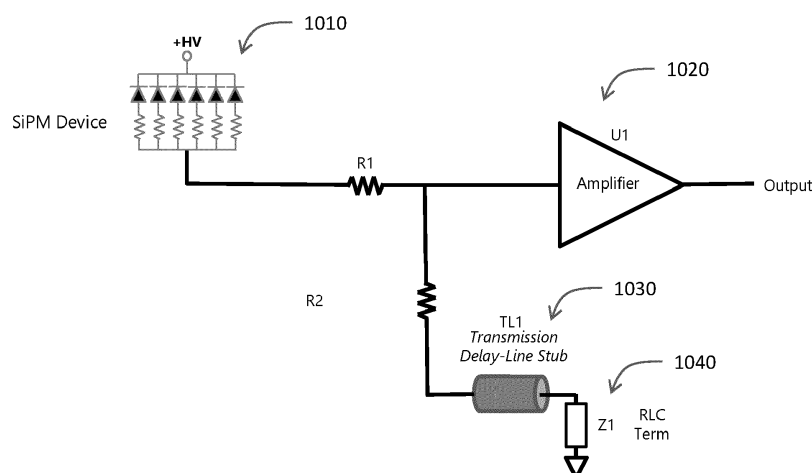 1010
+HV
1020
SiPM Device
U1
R1
Amplifier
Output
1030
R2
TL1
Transmission
Delay-Line Stub
1040
Z1
RLC
Term